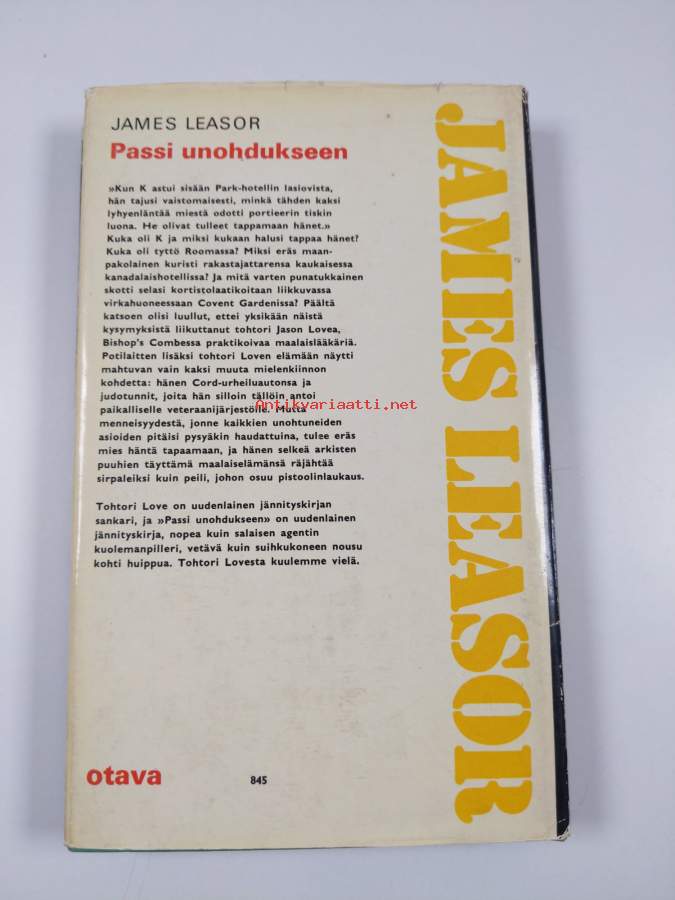 JAMES LEASOR
Passi unohdukseen
»Kun K astui sisään Park-hotellin lasiovista,
hän tajusi vaistomaisesti, minkä tähden kaksi
lyhyenläntää miestä odotti portieerin tiskin
luona. He olivat tulleet tappamaan hänet.»
Kuka oli K ja miksi kukaan halusi tappaa hänet?
Kuka oli tyttö Roomassa? Miksi eräs maan-
pakolainen kuristi rakastajattarensa kaukaisessa
kanadalaishotellissa? Ja mitä varten punatukkainen
skotti selasi kortistolaatikoitaan liikkuvassa
virkahuoneessaan Covent Gardenissa? Päältä
katsoen olisi luullut, ettei yksikään näistä
kysymyksistä liikuttanut tohtori Jason Lovea,
Bishop's Combessa praktikoivaa maalaislääkäriä.
Potilaitten lisäksi tohtori Loven elämään näytti
mahtuvan vain kaksi muuta mielenkiinnon
kohdetta: hänen Cord-urheiluautonsa ja
judotunnit, joita hän silloin tällöin antoi
paikalliselle veteraanijärjestölle. Mutta
menneisyydestä, jonne kaikkien unohtuneiden
asioiden pitäisi pysyäkin haudattuina, tulee eräs
mies häntä tapaamaan, ja hänen selkeä arkisten
puuhien täyttämä maalaiselämänsä räjähtää
sirpaleiksi kuin peili, johon osuu pistoolinlaukaus.
Tohtori Love on uudenlainen jännityskirjan
sankari, ja »Passi unohdukseen» on uudenlainen
jännityskirja, nopea kuin salaisen agentin
kuolemanpilleri, vetävä kuin suihkukoneen nousu
kohti huippua. Tohtori Lovesta kuulemme vielä.
otava
845
JAMES LEASOR
Antikvariaatti.net